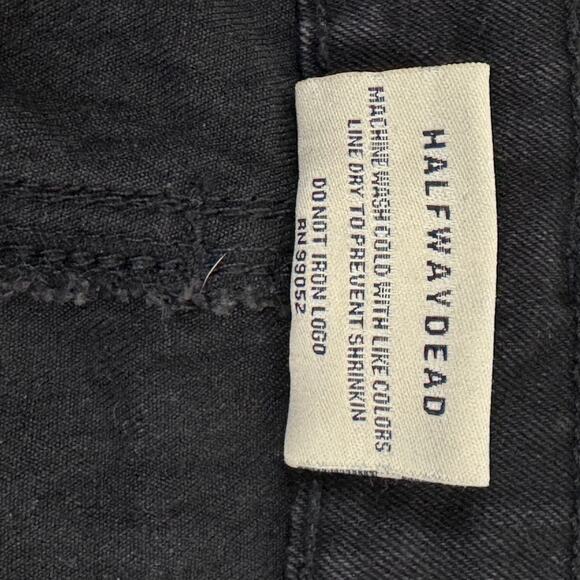 HALFWAYDEAD
MACHINE WASH COLD WITH LIKE COLORS
LINE DRY TO PREVENT SHRINKIN
DO NOT IRON LOGO
RN 99052